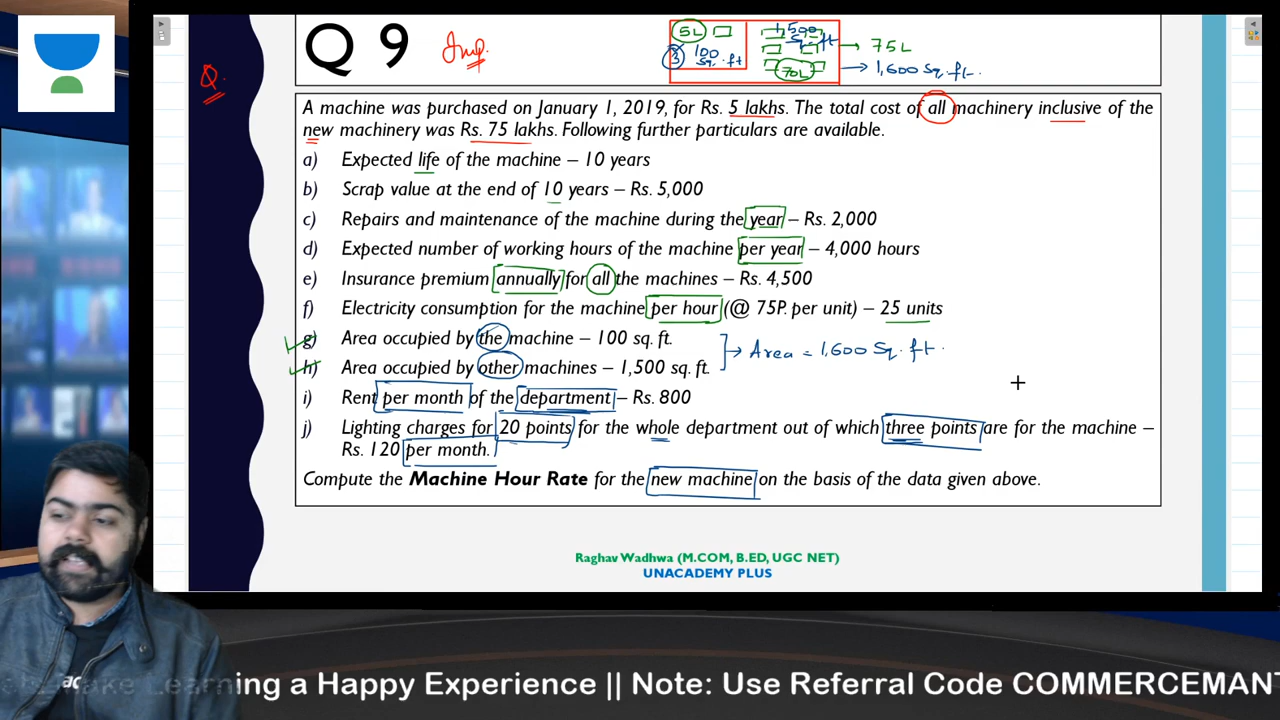 Q 9
Imp.
Q.
5L
100
Sq.ft
1,500
Sq.ft
70L
→ 75L
→ 1,600 Sq.ft.
A machine was purchased on January 1, 2019, for Rs. 5 lakhs. The total cost of all machinery inclusive of the
new machinery was Rs. 75 lakhs. Following further particulars are available.
a) Expected life of the machine – 10 years
b) Scrap value at the end of 10 years – Rs. 5,000
c) Repairs and maintenance of the machine during the year – Rs. 2,000
d) Expected number of working hours of the machine per year – 4,000 hours
e) Insurance premium annually for all the machines – Rs. 4,500
f) Electricity consumption for the machine per hour (@ 75P. per unit) – 25 units
g) Area occupied by the machine – 100 sq. ft.
→ Area = 1,600 Sq. ft.
h) Area occupied by other machines – 1,500 sq. ft.
i) Rent per month of the department – Rs. 800
j) Lighting charges for 20 points for the whole department out of which three points are for the machine –
Rs. 120 per month.
Compute the Machine Hour Rate for the new machine on the basis of the data given above.
Raghav Wadhwa (M.COM, B.ED, UGC NET)
UNACADEMY PLUS
Learning a Happy Experience || Note: Use Referral Code COMMERCEMAN